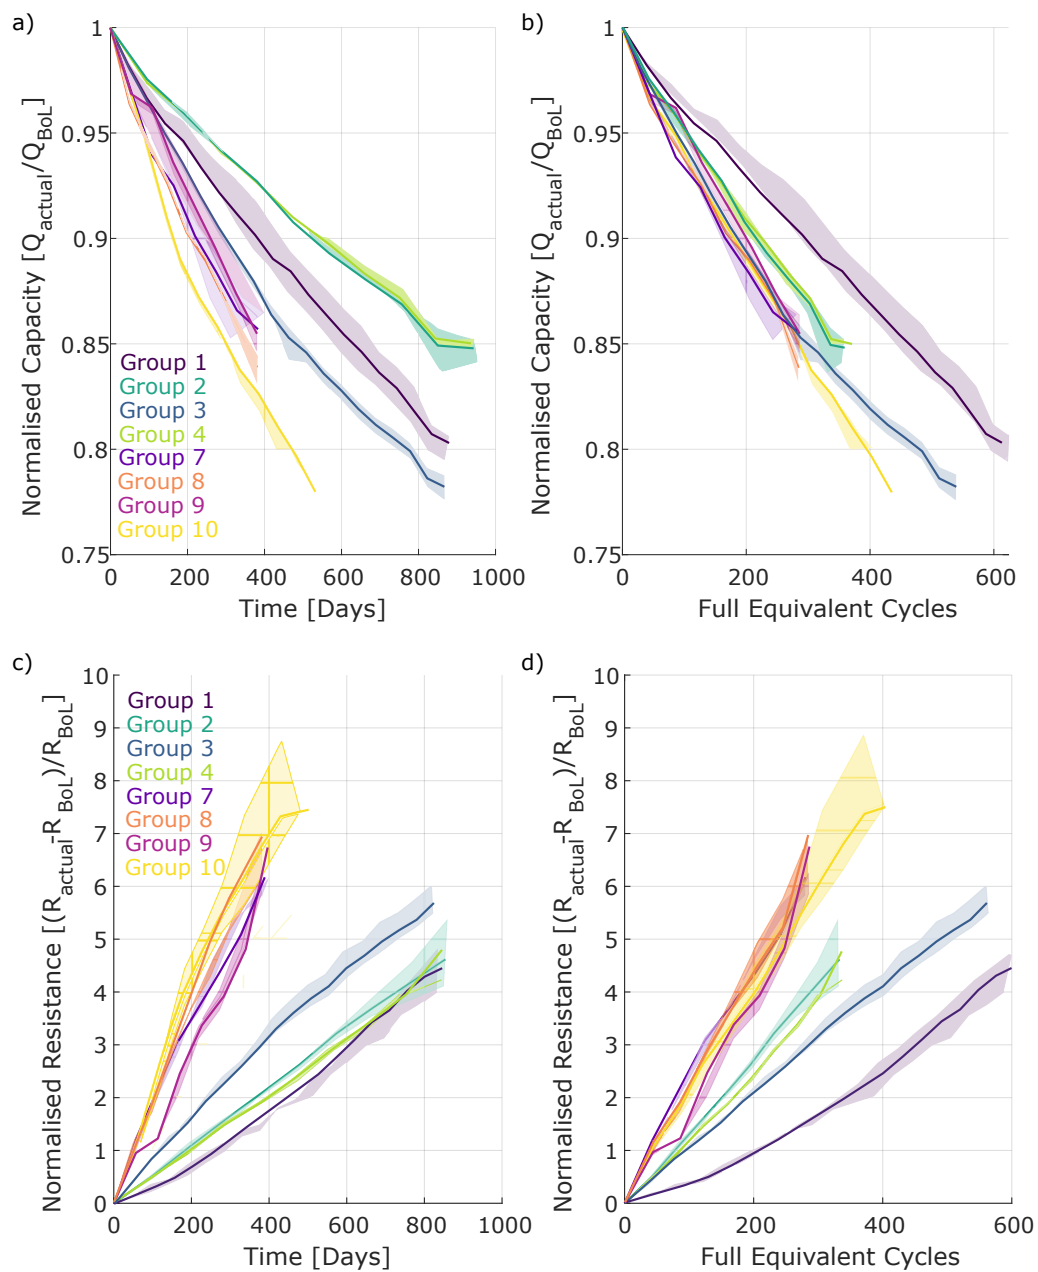 a)
Normalised Capacity [Q_actual/Q_BoL]
1
0.95
0.9
0.85
0.8
0.75
Group 1
Group 2
Group 3
Group 4
Group 7
Group 8
Group 9
Group 10
0 200 400 600 800 1000
Time [Days]
b)
Normalised Capacity [Q_actual/Q_BoL]
1
0.95
0.9
0.85
0.8
0.75
0 200 400 600
Full Equivalent Cycles
c)
Normalised Resistance [(R_actual-R_BoL)/R_BoL]
10
9
8
7
6
5
4
3
2
1
0
Group 1
Group 2
Group 3
Group 4
Group 7
Group 8
Group 9
Group 10
0 200 400 600 800 1000
Time [Days]
d)
Normalised Resistance [(R_actual-R_BoL)/R_BoL]
10
9
8
7
6
5
4
3
2
1
0
0 200 400 600
Full Equivalent Cycles